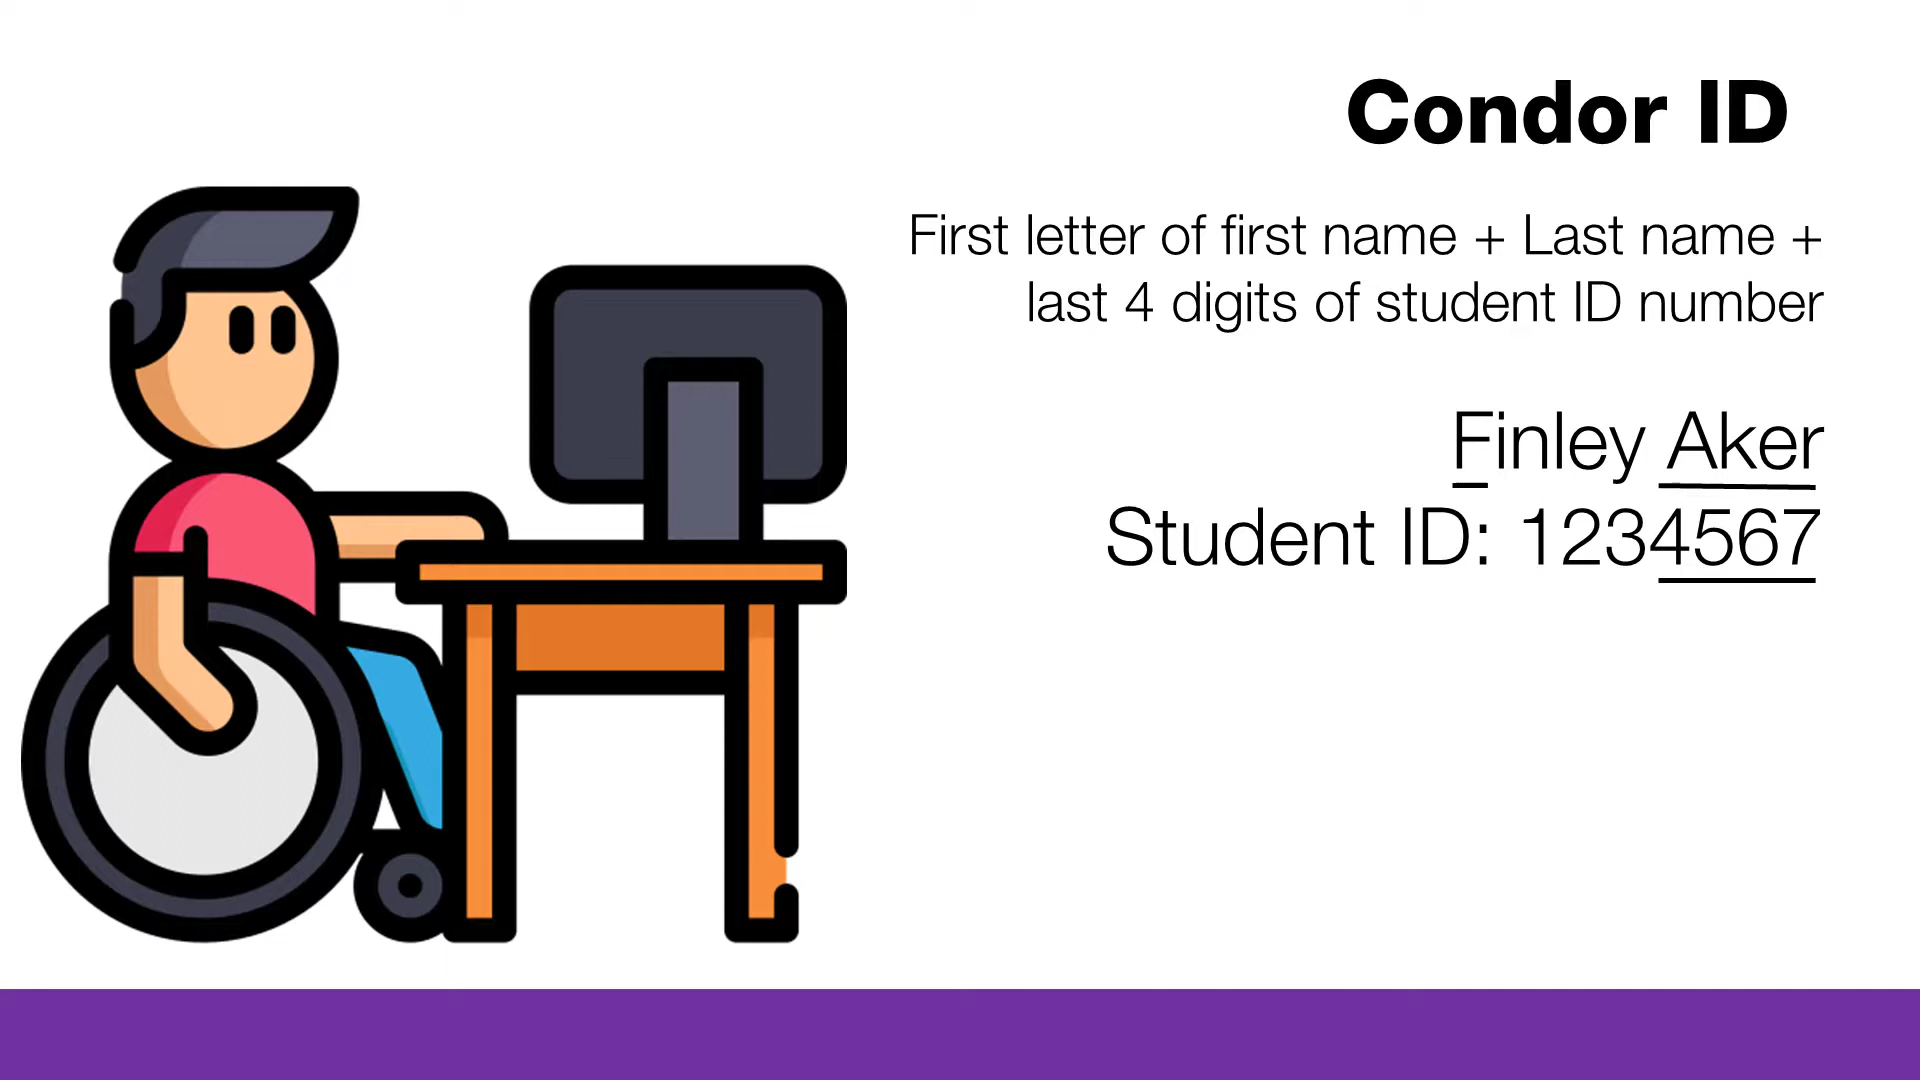 Condor ID
First letter of first name + Last name +
last 4 digits of student ID number
Finley Aker
Student ID: 1234567